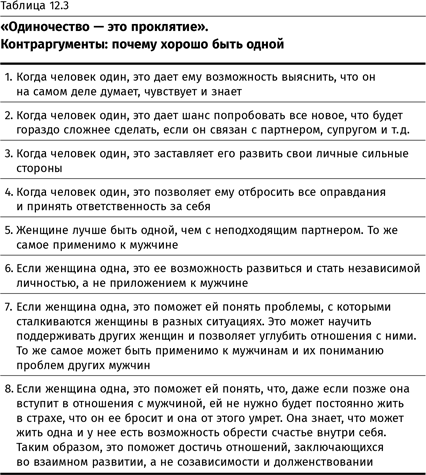 Таблица 12.3
«Одиночество — это проклятие».
Контраргументы: почему хорошо быть одной
1. Когда человек один, это дает ему возможность выяснить, что он
на самом деле думает, чувствует и знает
2. Когда человек один, это дает шанс попробовать все новое, что будет
гораздо сложнее сделать, если он связан с партнером, супругом и т. д.
3. Когда человек один, это заставляет его развить свои личные сильные
стороны
4. Когда человек один, это позволяет ему отбросить все оправдания
и принять ответственность за себя
5. Женщине лучше быть одной, чем с неподходящим партнером. То же
самое применимо к мужчине
6. Если женщина одна, это ее возможность развиться и стать независимой
личностью, а не приложением к мужчине
7. Если женщина одна, это поможет ей понять проблемы, с которыми
сталкиваются женщины в разных ситуациях. Это может научить
поддерживать других женщин и позволяет углубить отношения с ними.
То же самое может быть применимо к мужчинам и их пониманию
проблем других мужчин
8. Если женщина одна, это поможет ей понять, что, даже если позже она
вступит в отношения с мужчиной, ей не нужно будет постоянно жить
в страхе, что он ее бросит и она от этого умрет. Она знает, что может
жить одна и у нее есть возможность обрести счастье внутри себя.
Таким образом, это поможет достичь отношений, заключающихся
во взаимном развитии, а не созависимости и долженствовании